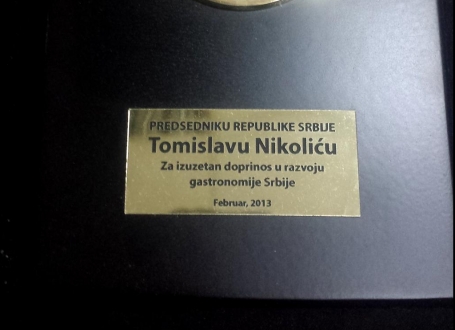 PREDSEDNIKU REPUBLIKE SRBIJE
Tomislavu Nikoliću
Za izuzetan doprinos u razvoju
gastronomije Srbije
Februar, 2013